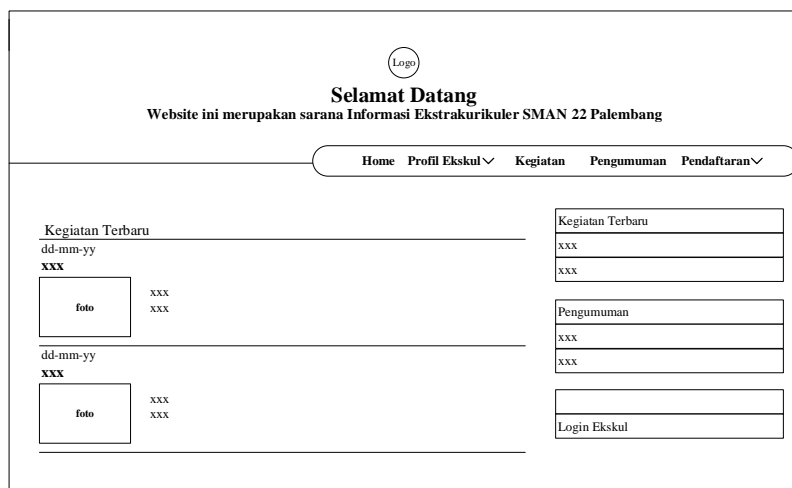 Logo
Selamat Datang
Website ini merupakan sarana Informasi Ekstrakurikuler SMAN 22 Palembang
Home Profil Ekskul Kegiatan Pengumuman Pendaftaran
Kegiatan Terbaru
dd-mm-yy
xxx
foto
xxx
xxx
dd-mm-yy
xxx
foto
xxx
xxx
Kegiatan Terbaru
xxx
xxx
Pengumuman
xxx
xxx
Login Ekskul